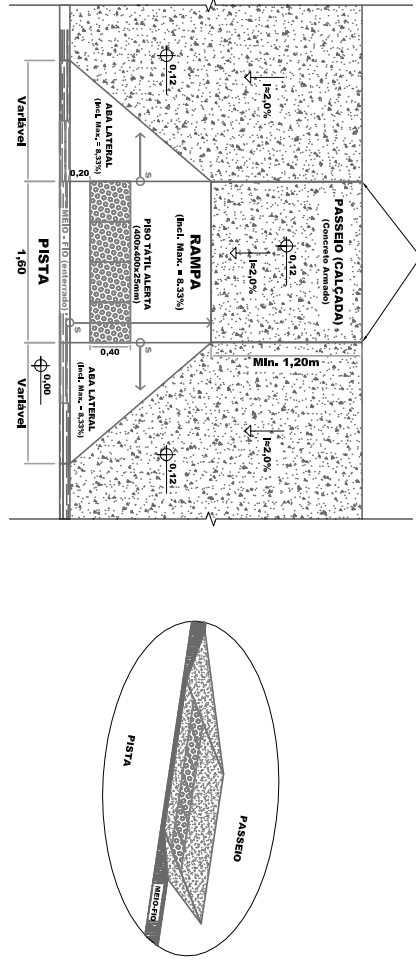 PASSEIO (CALÇADA)
(Concreto Armado)
0,12
i=2,0%
Min. 1,20m
i=2,0%
0,12
i=2,0%
0,12
RAMPA
(Incl. Max. = 8.33%)
PISO TÁTIL ALERTA
(400x400x25mm)
0,40
ABA LATERAL
(Incl. Max. = 8,33%)
S
0,20
ABA LATERAL
(Incl. Max. = 8,33%)
S
S
MEIO - FIO (enterrado)
PISTA
0,00
Variável
1,60
Variável
PASSEIO
PISTA
MEIO-FIO